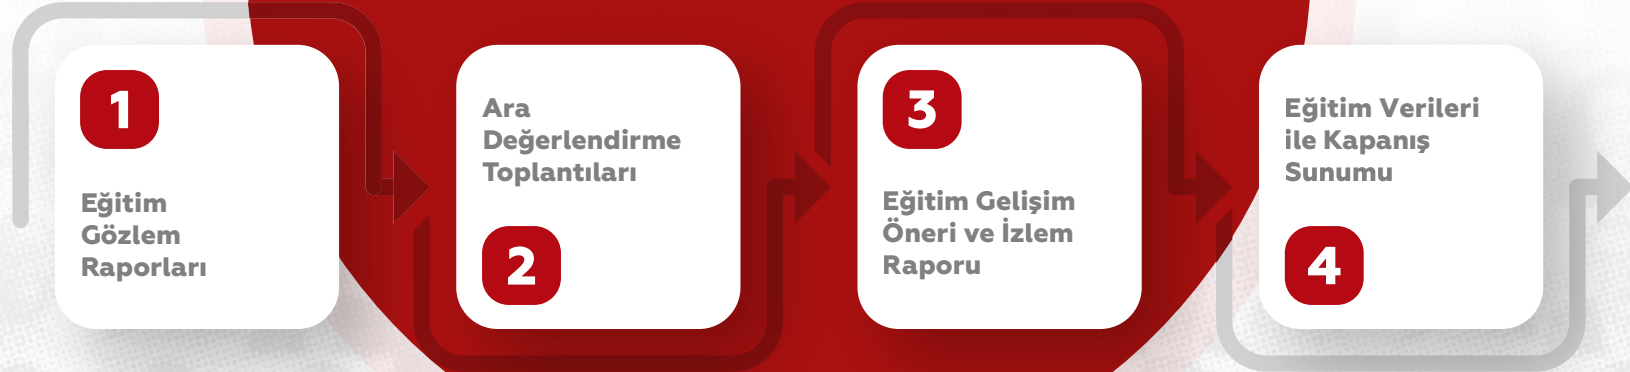 1
Eğitim
Gözlem
Raporları
Ara
Değerlendirme
Toplantıları
2
3
Eğitim Gelişim
Öneri ve İzlem
Raporu
Eğitim Verileri
ile Kapanış
Sunumu
4